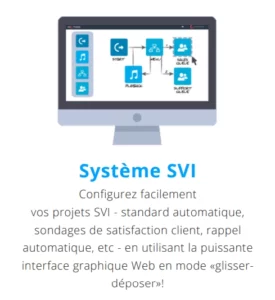 START
MENU
SALES
QUEUE
PLAYBACK
SUPPORT
QUEUE
Système SVI
Configurez facilement
vos projets SVI - standard automatique,
sondages de satisfaction client, rappel
automatique, etc - en utilisant la puissante
interface graphique Web en mode «glisser-
déposer»!